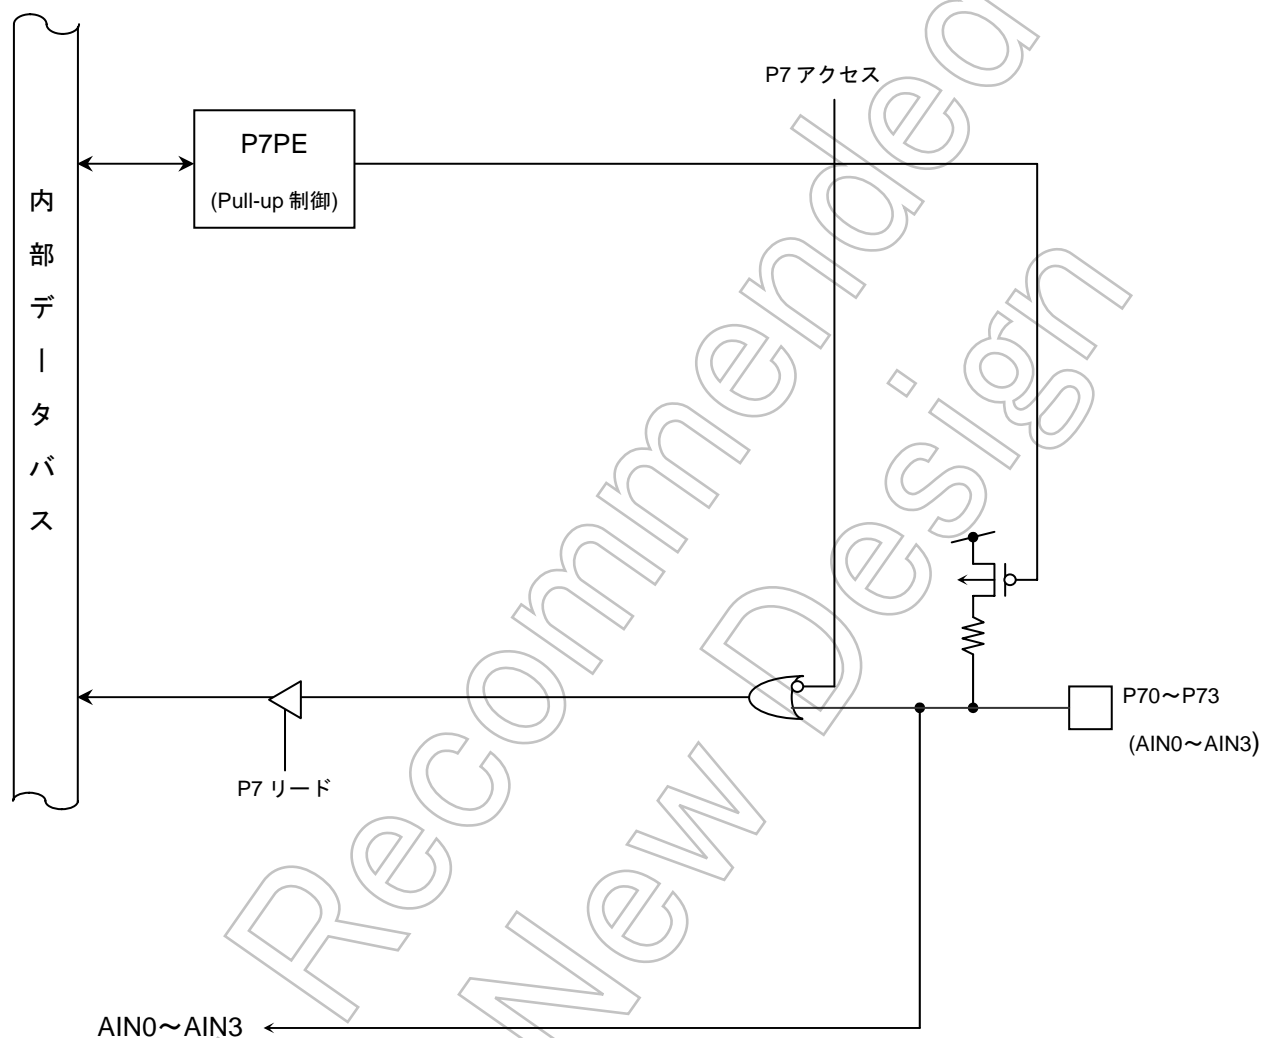 P7 アクセス
P7PE
(Pull-up 制御)
内部データバス
P70～P73
(AIN0～AIN3)
P7 リード
AIN0～AIN3
Recommended
New Design